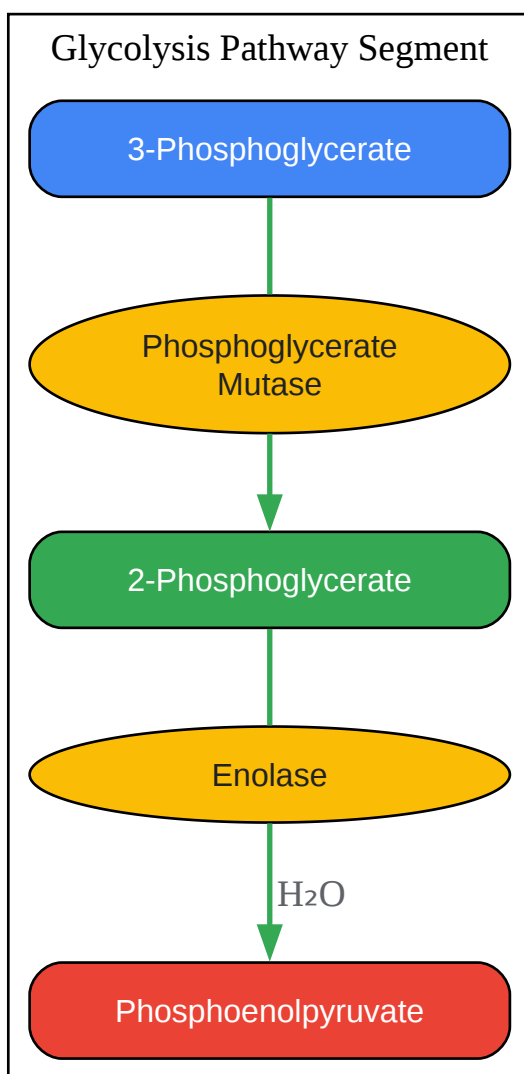 Glycolysis Pathway Segment
3-Phosphoglycerate
Phosphoglycerate
Mutase
2-Phosphoglycerate
Enolase
H₂O
Phosphoenolpyruvate